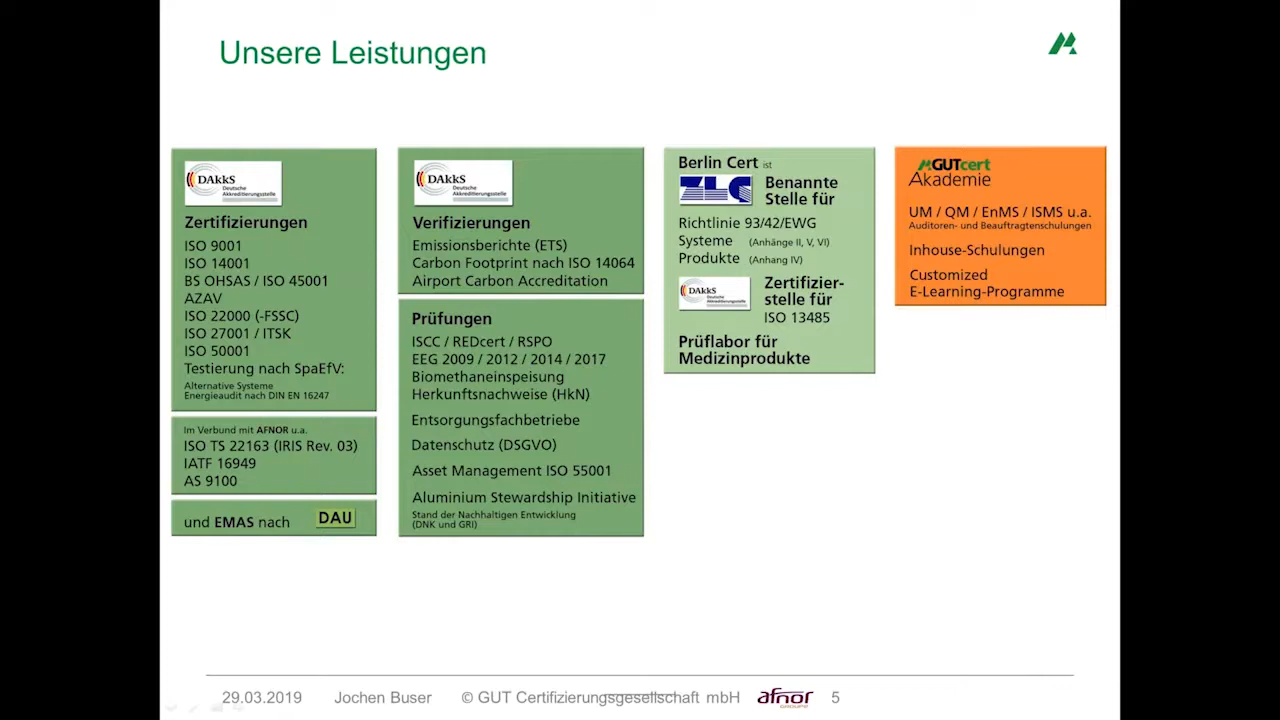 Unsere Leistungen
DAkkS
Deutsche
Akkreditierungsstelle
Zertifizierungen
ISO 9001
ISO 14001
BS OHSAS / ISO 45001
AZAV
ISO 22000 (-FSSC)
ISO 27001 / ITSK
ISO 50001
Testierung nach SpaEfV:
Alternative Systeme
Energieaudit nach DIN EN 16247
Im Verbund mit AFNOR u.a.
ISO TS 22163 (IRIS Rev. 03)
IATF 16949
AS 9100
und EMAS nach DAU
DAkkS
Deutsche
Akkreditierungsstelle
Verifizierungen
Emissionsberichte (ETS)
Carbon Footprint nach ISO 14064
Airport Carbon Accreditation
Prüfungen
ISCC / REDcert / RSPO
EEG 2009 / 2012 / 2014 / 2017
Biomethaneinspeisung
Herkunftsnachweise (HkN)
Entsorgungsfachbetriebe
Datenschutz (DSGVO)
Asset Management ISO 55001
Aluminium Stewardship Initiative
Stand der Nachhaltigen Entwicklung
(DNK und GRI)
Berlin Cert ist
ZLG Benannte
Stelle für
Richtlinie 93/42/EWG
Systeme (Anhänge II, V, VI)
Produkte (Anhang IV)
DAkkS
Deutsche
Akkreditierungsstelle
Zertifizier-
stelle für
ISO 13485
Prüflabor für
Medizinprodukte
GUTcert
Akademie
UM / QM / EnMS / ISMS u.a.
Auditoren- und Beauftragtenschulungen
Inhouse-Schulungen
Customized
E-Learning-Programme
29.03.2019 Jochen Buser © GUT Certifizierungsgesellschaft mbH afnor GROUPE 5